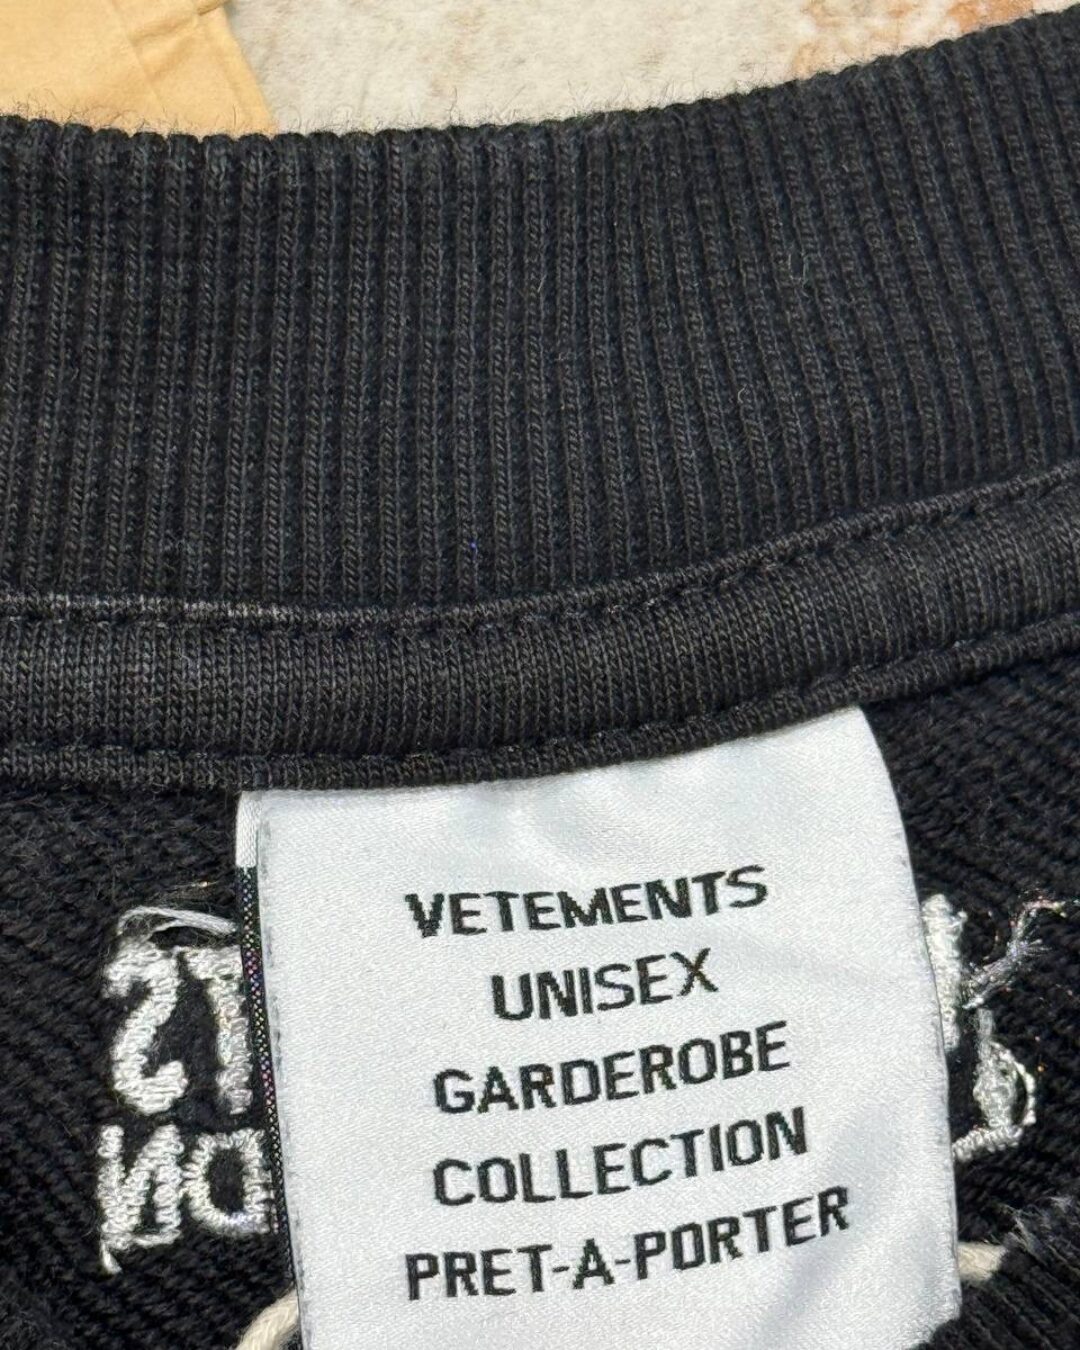 VETEMENTS
UNISEX
GARDEROBE
COLLECTION
PRET-A-PORTER